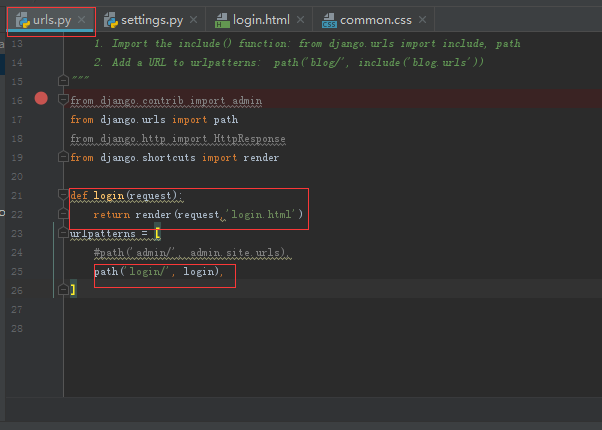 urls.py settings.py login.html common.css
13 1. Import the include() function: from django.urls import include, path
14 2. Add a URL to urlpatterns: path('blog/', include('blog.urls'))
15 """
16 from django.contrib import admin
17 from django.urls import path
18 from django.http import HttpResponse
19 from django.shortcuts import render
20
21 def login(request):
22 return render(request,'login.html')
23 urlpatterns = [
24 #path('admin/', admin.site.urls),
25 path('login/', login),
26 ]
27
28